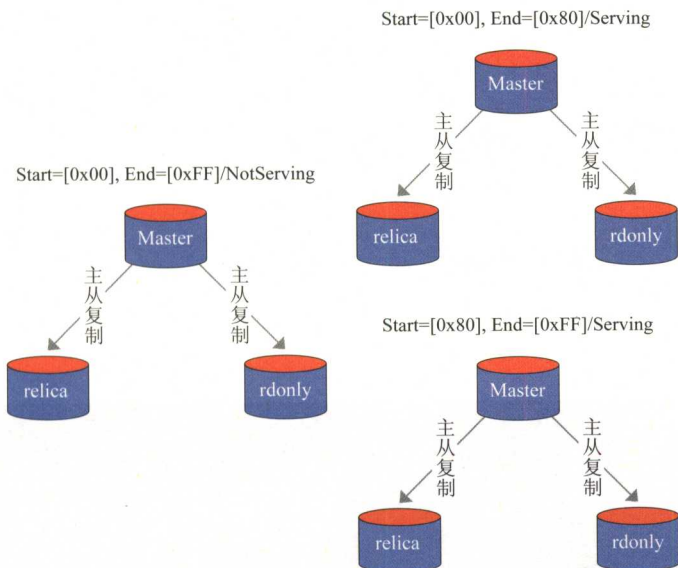 Start=[0x00], End=[0xFF]/NotServing
Master
主从复制
主从复制
relica
rdonly
Start=[0x00], End=[0x80]/Serving
Master
主从复制
主从复制
relica
rdonly
Start=[0x80], End=[0xFF]/Serving
Master
主从复制
主从复制
relica
rdonly